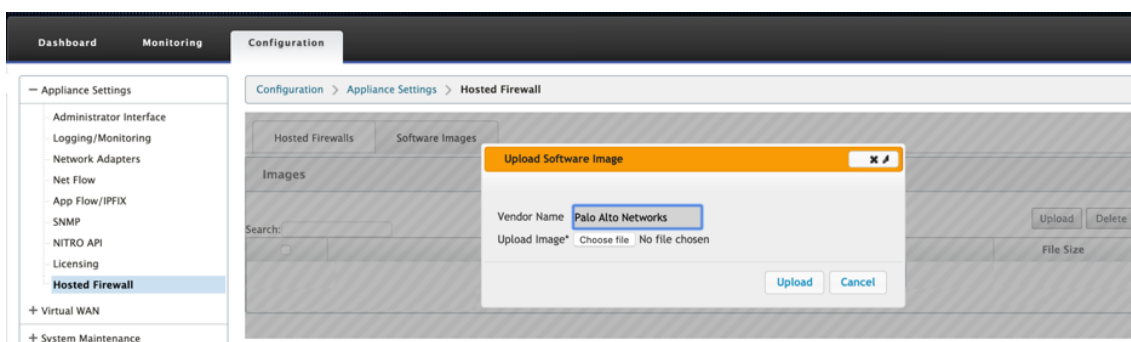 Dashboard Monitoring Configuration
— Appliance Settings
Administrator Interface
Logging/Monitoring
Network Adapters
Net Flow
App Flow/IPFIX
SNMP
NITRO API
Licensing
Hosted Firewall
+ Virtual WAN
+ System Maintenance
Configuration > Appliance Settings > Hosted Firewall
Hosted Firewalls Software Images
Images
Search:
Upload Delete
File Size
Upload Software Image
Vendor Name Palo Alto Networks
Upload Image* Choose file No file chosen
Upload Cancel